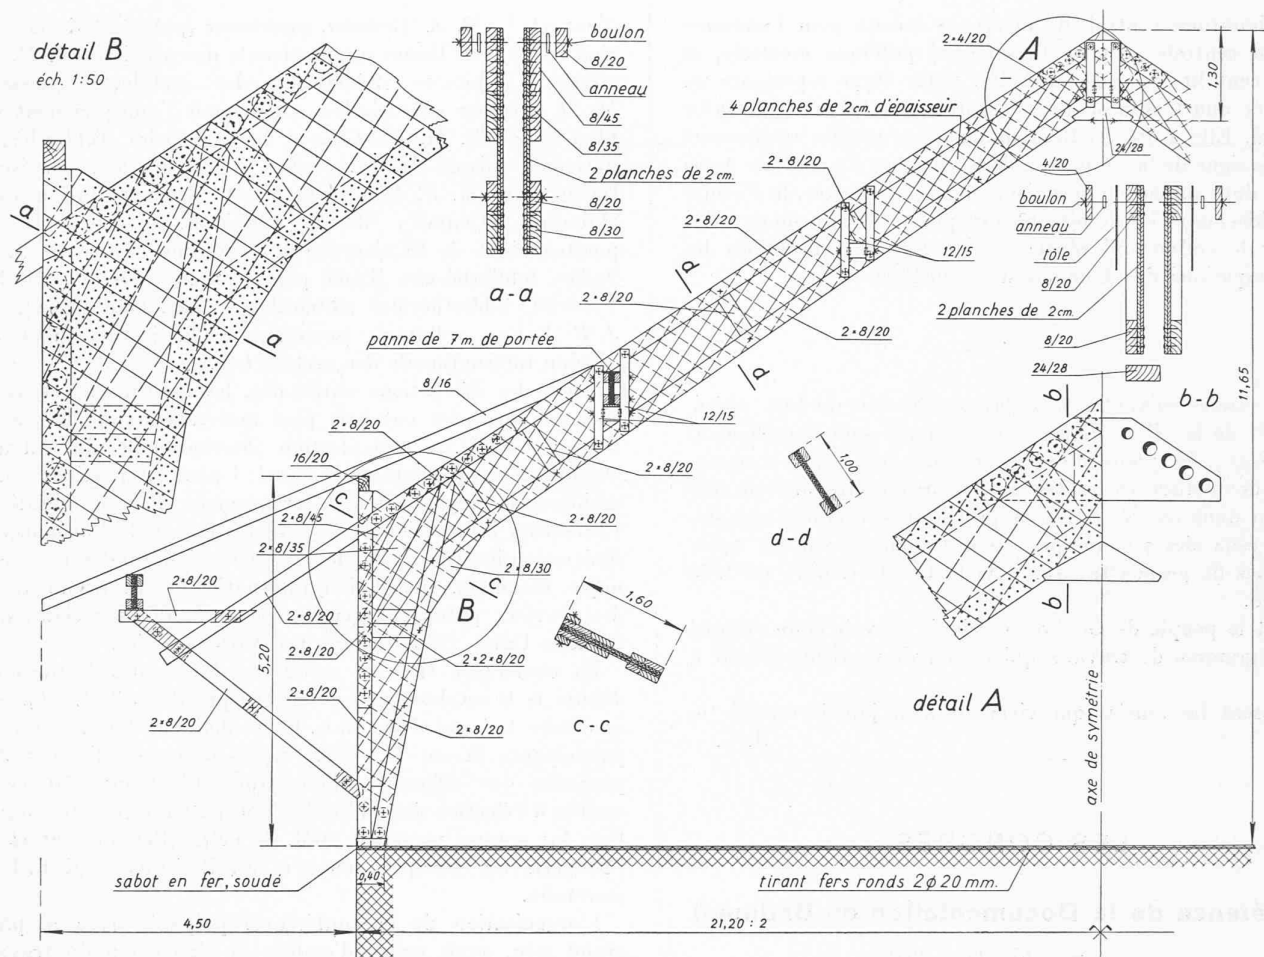 détail B
éch. 1:50
boulon
8/20
anneau
8/45
8/35
2 planches de 2 cm.
8/20
8/30
a-a
a
a
2×4/20
A
1,30
4 planches de 2 cm. d'épaisseur
24/28
2×8/20
4/20
boulon
anneau
tôle
8/20
2 planches de 2 cm.
8/20
24/28
b-b
2×8/20
12/15
d
2×8/20
2×8/20
d
panne de 7 m. de portée
8/16
12/15
2×8/20
16/20
2×8/20
c
2×8/45
2×8/20
2×8/35
2×8/30
1,00
d-d
11,65
b
b
détail A
axe de symétrie
B
c
2×8/20
2×8/20
5,20
2×8/20
2×2×8/20
1,60
c-c
2×8/20
2×8/20
2×8/20
sabot en fer, soudé
0,40
tirant fers ronds 2ϕ20 mm.
4,50
21,20 : 2